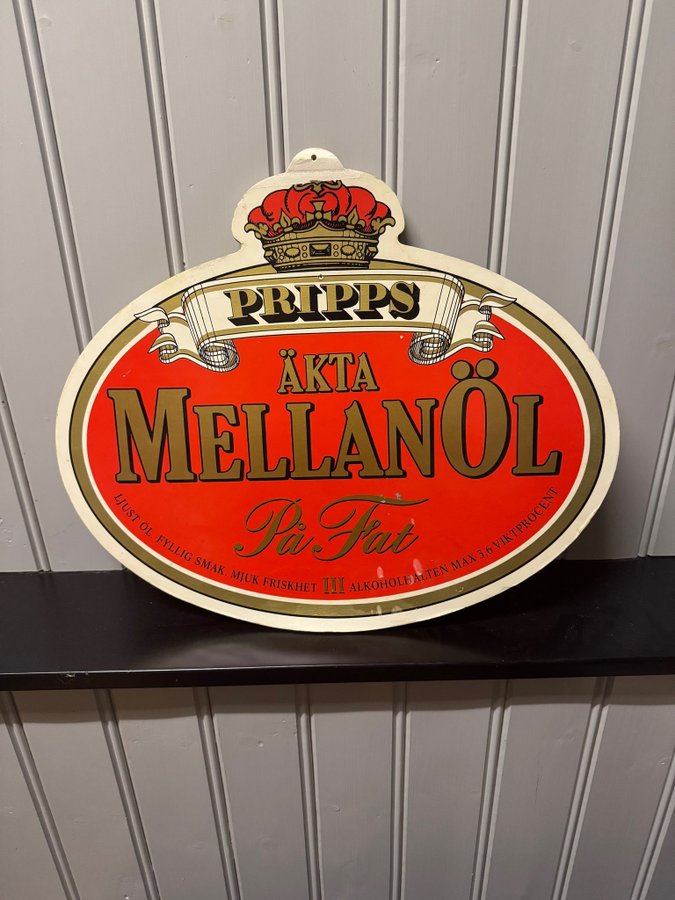 PRIPPS
ÄKTA
MELLANÖL
På Fat
LJUST ÖL, FYLLIG SMAK, MJUK FRISKHET III ALKOHOLHALTEN MAX 3,6 VIKTPROCENT